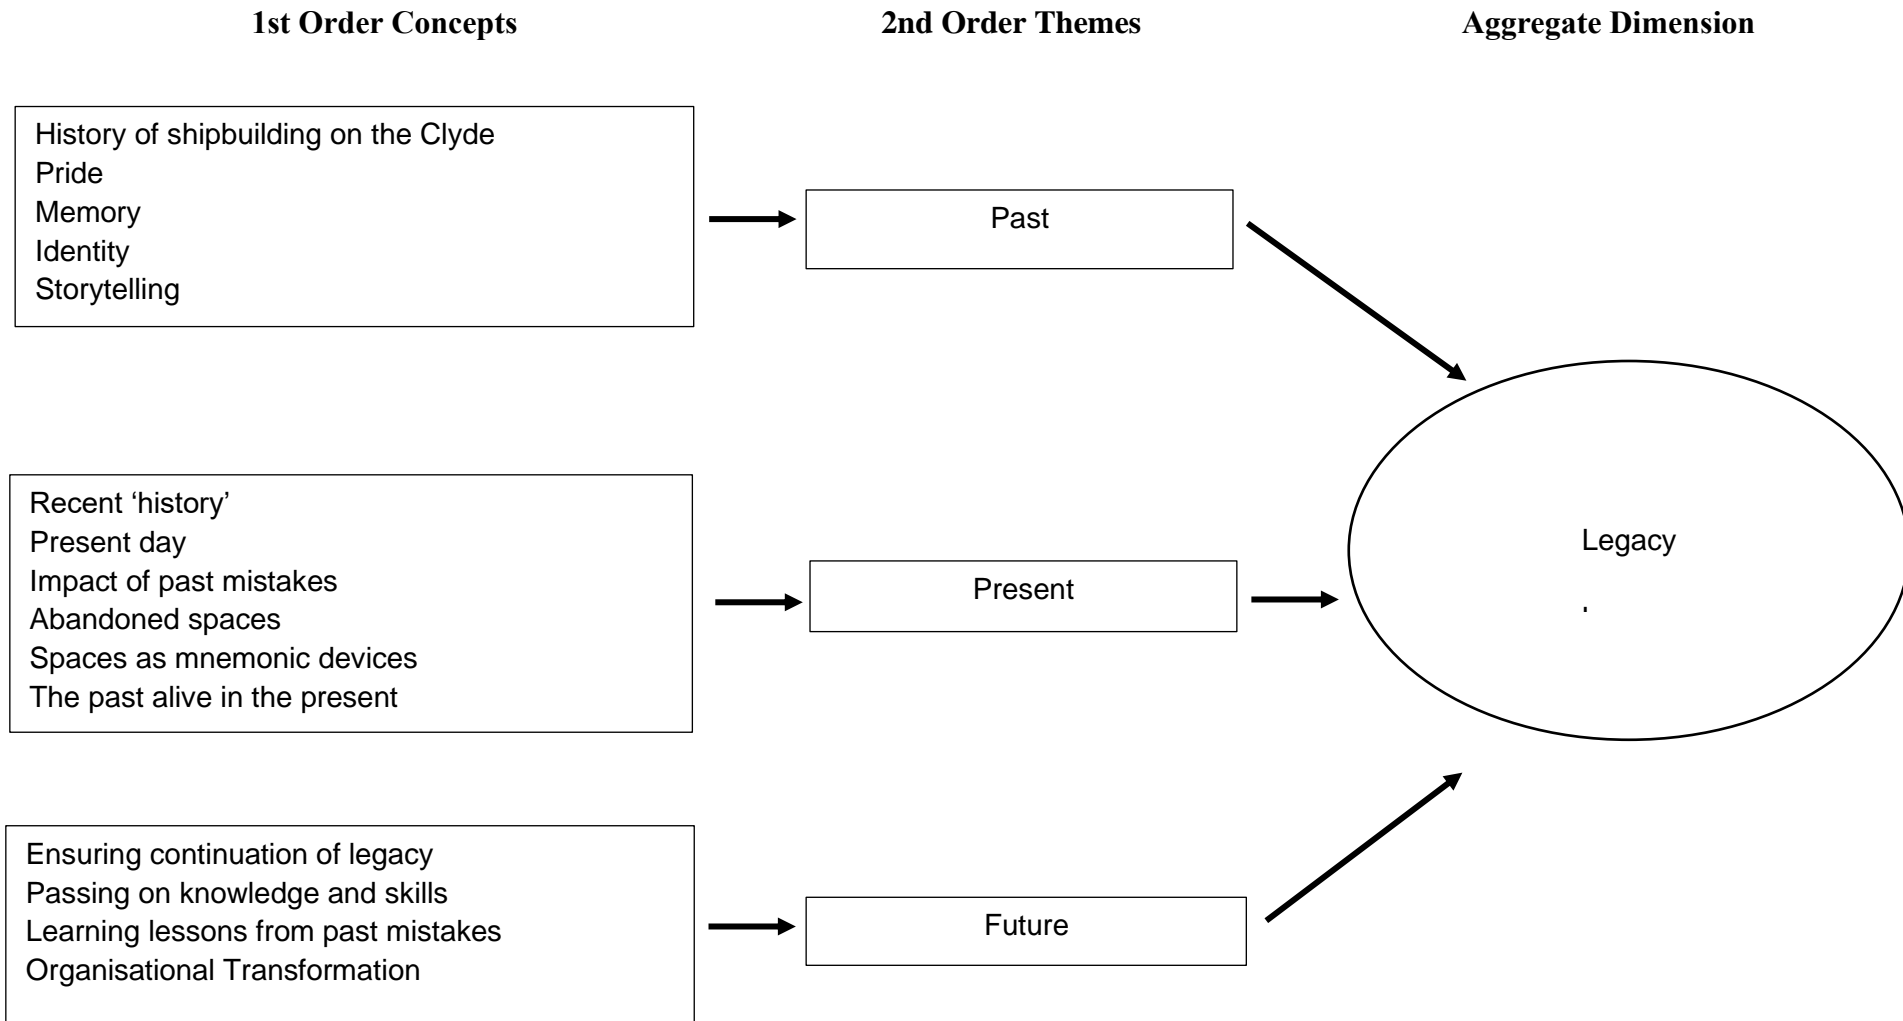 1st Order Concepts
2nd Order Themes
Aggregate Dimension
History of shipbuilding on the Clyde
Pride
Memory
Identity
Storytelling
Past
Recent ‘history’
Present day
Impact of past mistakes
Abandoned spaces
Spaces as mnemonic devices
The past alive in the present
Present
Legacy
.
Ensuring continuation of legacy
Passing on knowledge and skills
Learning lessons from past mistakes
Organisational Transformation
Future